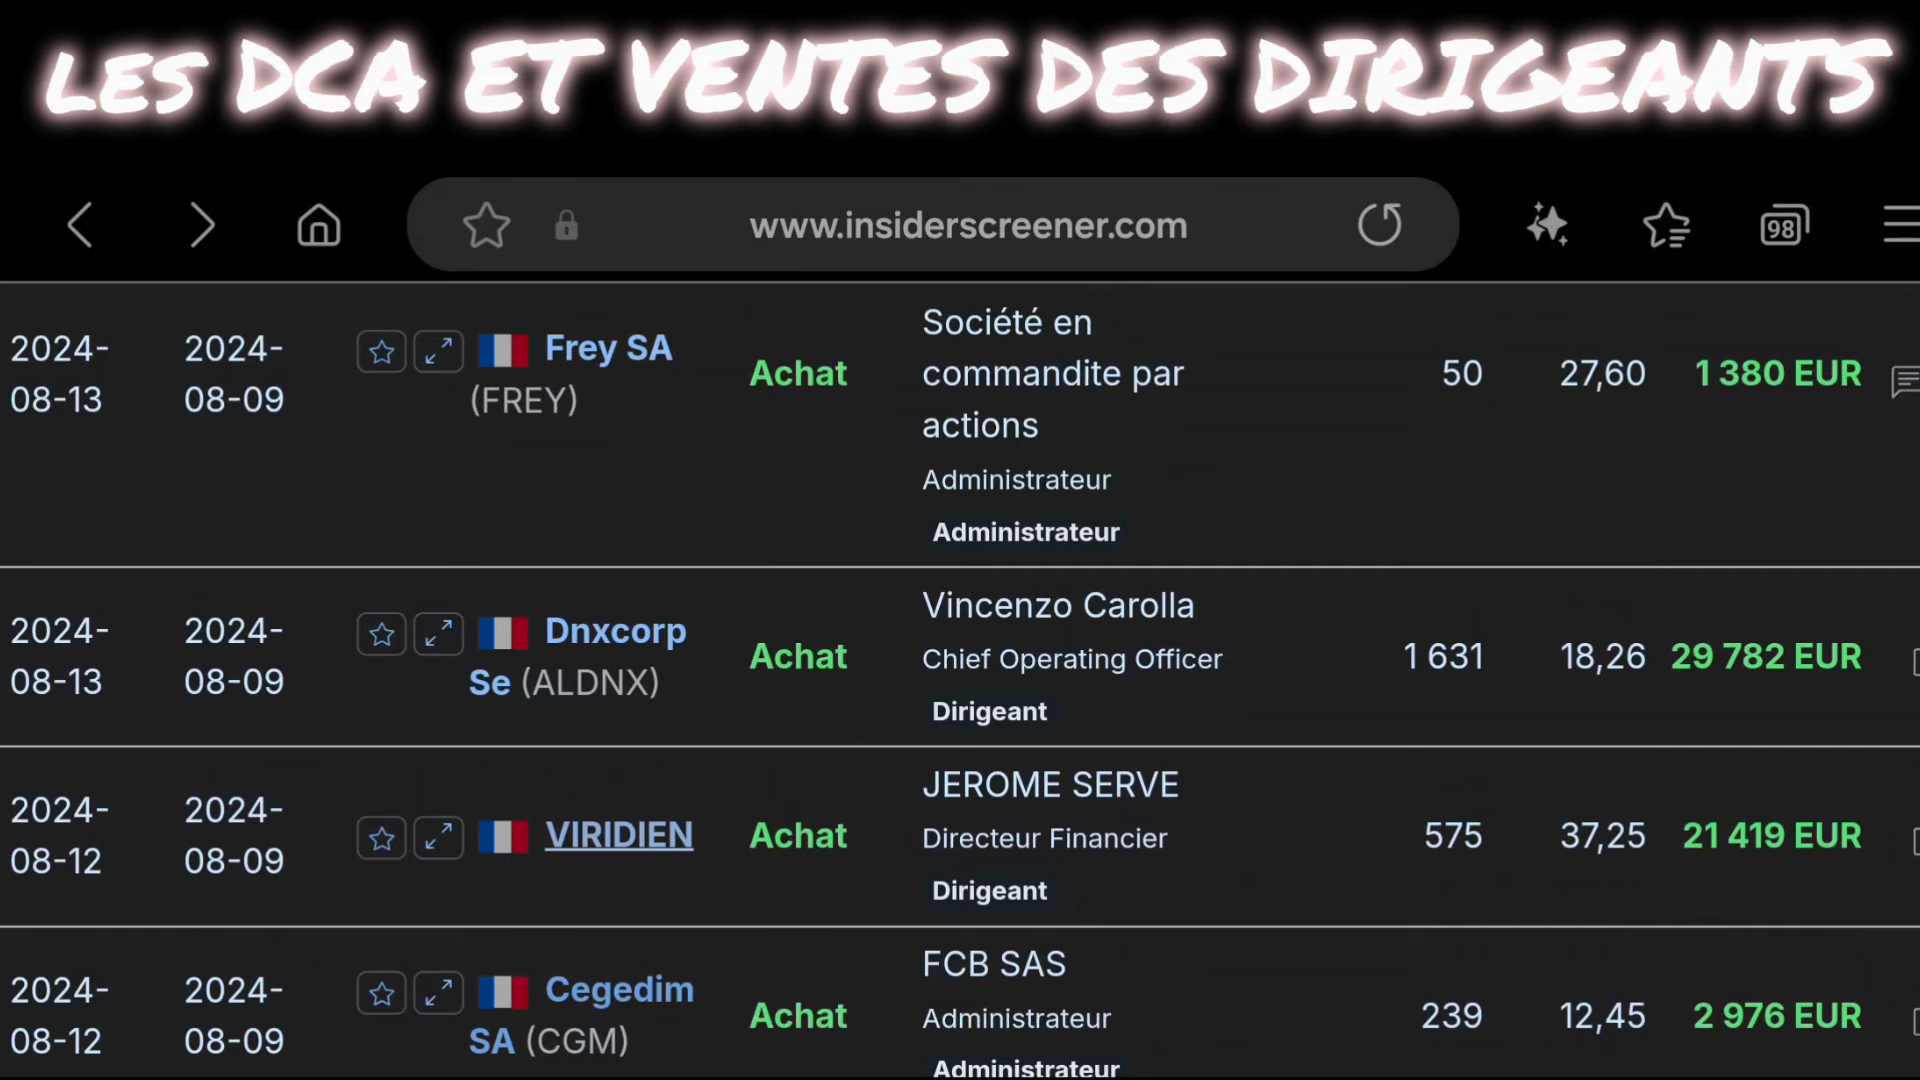 LES DCA ET VENTES DES DIRIGEANTS
www.insiderscreener.com
98
2024-
08-13
2024-
08-09
Frey SA
(FREY)
Achat
Société en
commandite par
actions
Administrateur
Administrateur
50
27,60
1 380 EUR
2024-
08-13
2024-
08-09
Dnxcorp
Se (ALDNX)
Achat
Vincenzo Carolla
Chief Operating Officer
Dirigeant
1 631
18,26
29 782 EUR
2024-
08-12
2024-
08-09
VIRIDIEN
Achat
JEROME SERVE
Directeur Financier
Dirigeant
575
37,25
21 419 EUR
2024-
08-12
2024-
08-09
Cegedim
SA (CGM)
Achat
FCB SAS
Administrateur
Administrateur
239
12,45
2 976 EUR